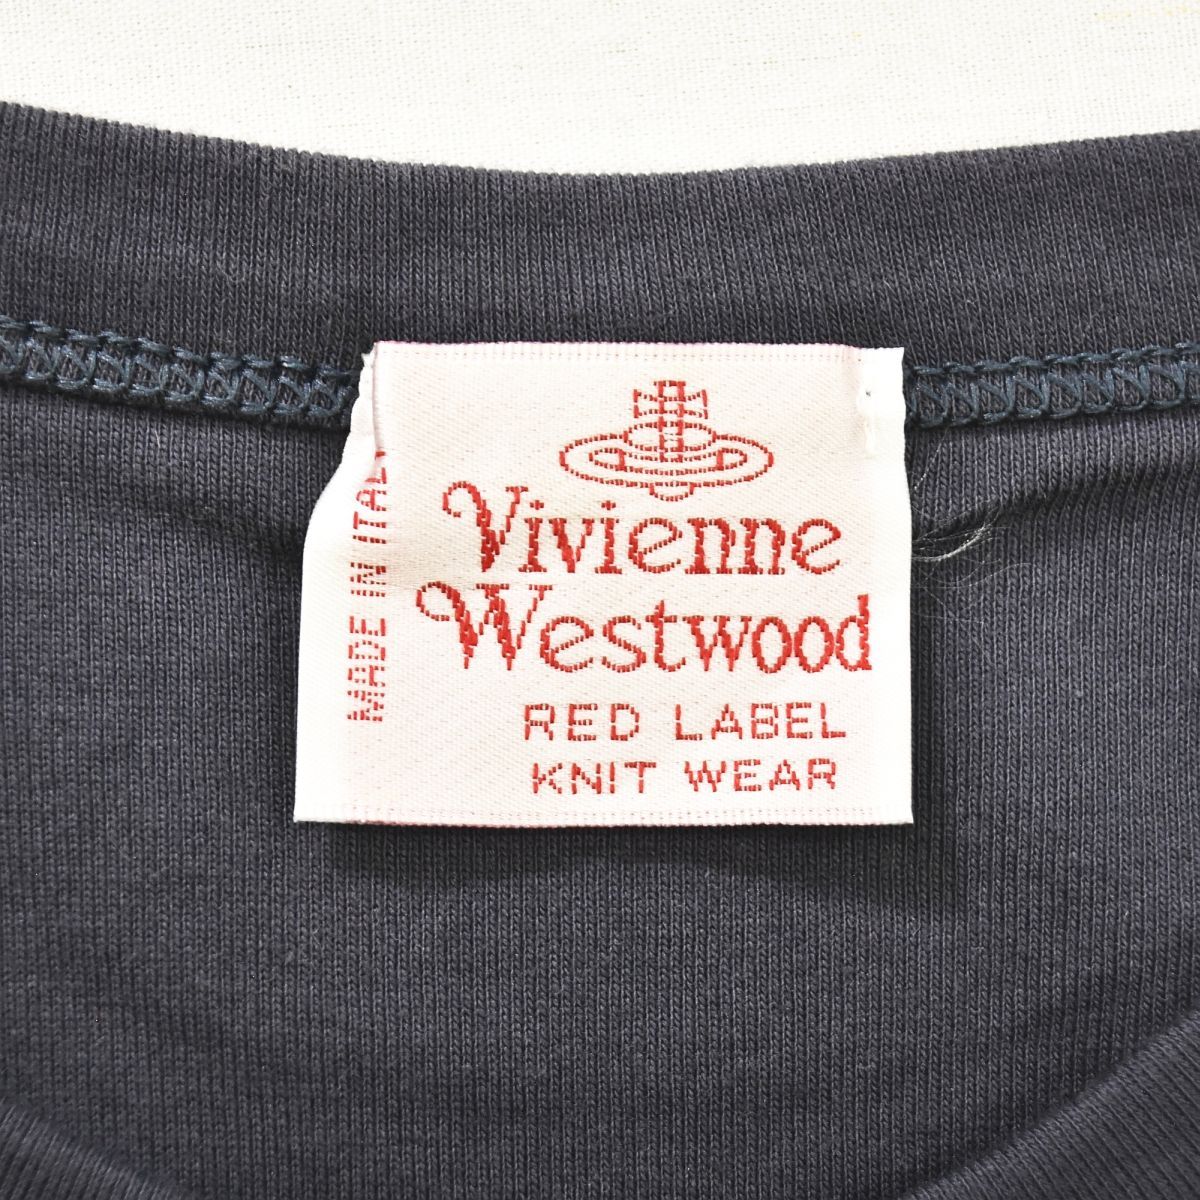 Vivienne
Westwood
RED LABEL
KNIT WEAR
MADE IN ITALY